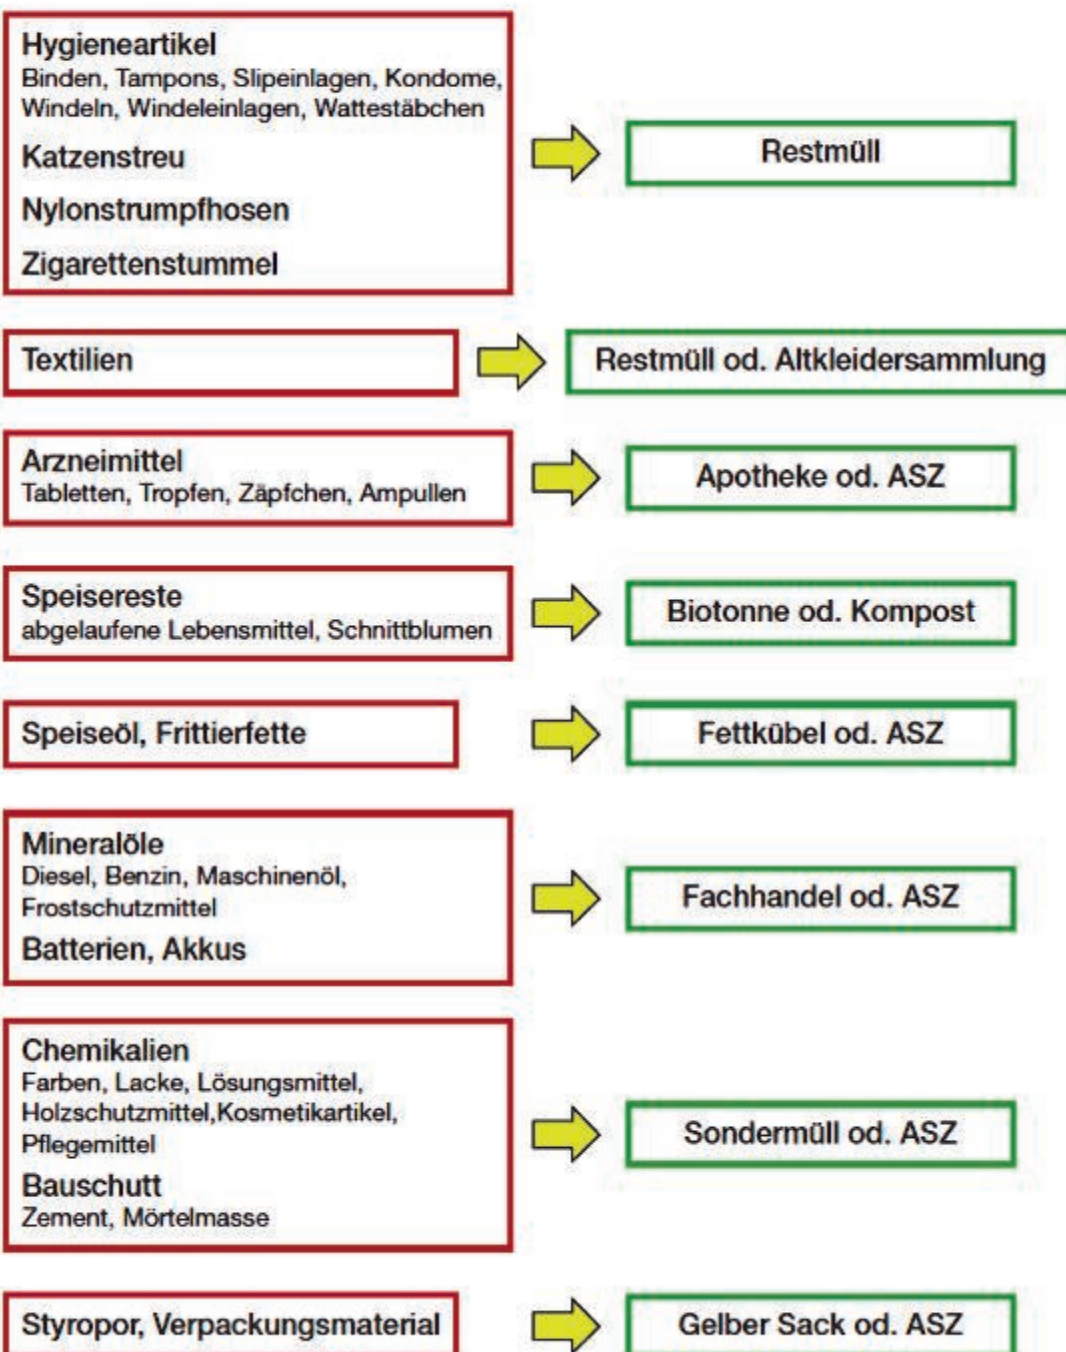 Hygieneartikel
Binden, Tampons, Slipeinlagen, Kondome,
Windeln, Windeleinlagen, Wattestäbchen
Katzenstreu
Nylonstrumpfhosen
Zigarettenstummel
Restmüll
Textilien
Restmüll od. Altkleidersammlung
Arzneimittel
Tabletten, Tropfen, Zäpfchen, Ampullen
Apotheke od. ASZ
Speisereste
abgelaufene Lebensmittel, Schnittblumen
Biotonne od. Kompost
Speiseöl, Frittierfette
Fettkübel od. ASZ
Mineralöle
Diesel, Benzin, Maschinenöl,
Frostschutzmittel
Batterien, Akkus
Fachhandel od. ASZ
Chemikalien
Farben, Lacke, Lösungsmittel,
Holzschutzmittel,Kosmetikartikel,
Pflegemittel
Bauschutt
Zement, Mörtelmasse
Sondermüll od. ASZ
Styropor, Verpackungsmaterial
Gelber Sack od. ASZ